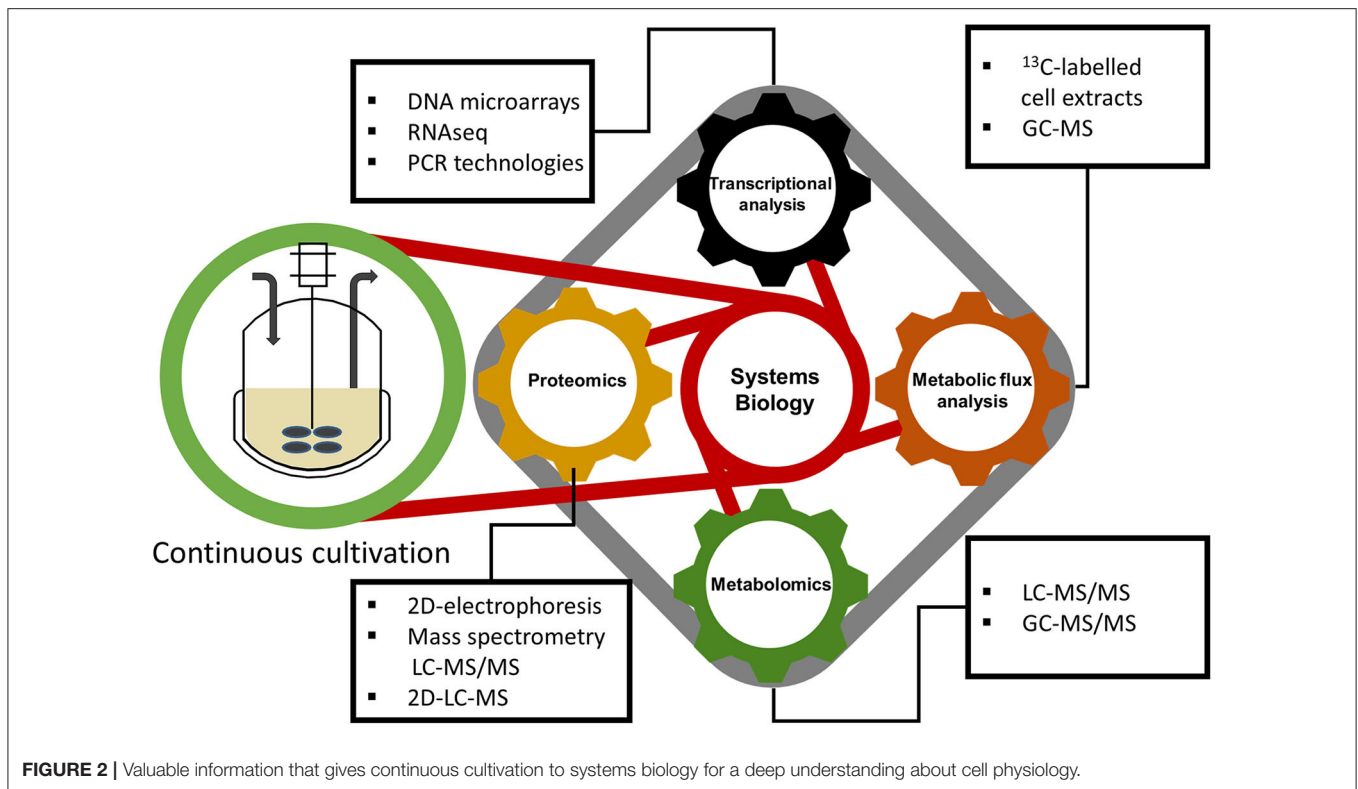 ▪ DNA microarrays
▪ RNAseq
▪ PCR technologies
▪ ¹³C-labelled
cell extracts
▪ GC-MS
Transcriptional
analysis
Proteomics
Systems
Biology
Metabolic flux
analysis
Metabolomics
Continuous cultivation
▪ 2D-electrophoresis
▪ Mass spectrometry
LC-MS/MS
▪ 2D-LC-MS
▪ LC-MS/MS
▪ GC-MS/MS
FIGURE 2 | Valuable information that gives continuous cultivation to systems biology for a deep understanding about cell physiology.